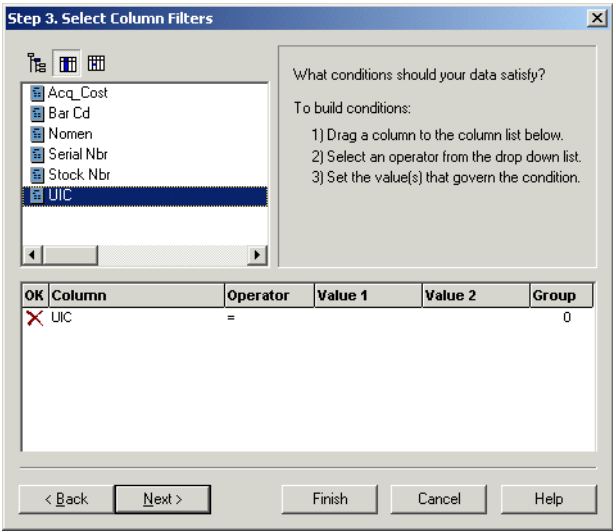 Step 3. Select Column Filters
Acq_Cost
Bar Cd
Nomen
Serial Nbr
Stock Nbr
UIC
What conditions should your data satisfy?
To build conditions:
1) Drag a column to the column list below.
2) Select an operator from the drop down list.
3) Set the value(s) that govern the condition.
OK Column Operator Value 1 Value 2 Group
UIC = 0
< Back Next > Finish Cancel Help